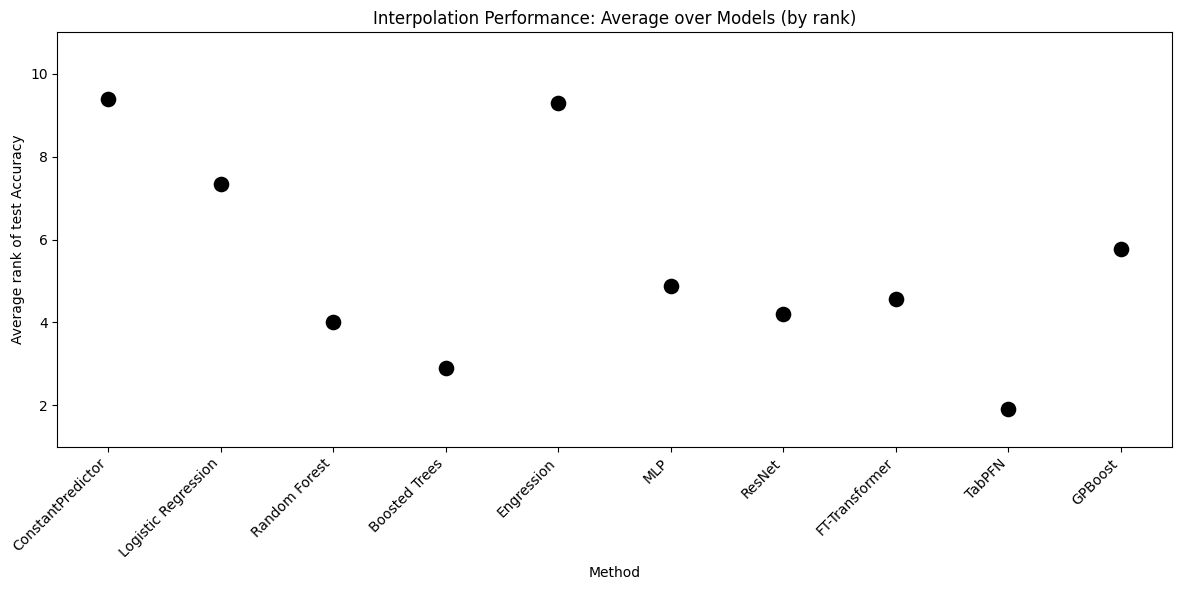 Interpolation Performance: Average over Models (by rank)
Average rank of test Accuracy
10
8
6
4
2
ConstantPredictor
Logistic Regression
Random Forest
Boosted Trees
Engression
MLP
ResNet
FT-Transformer
TabPFN
GPBoost
Method